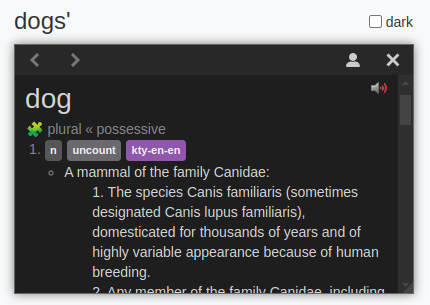 dogs'
dark
dog
plural « possessive
1. n uncount kty-en-en
A mammal of the family Canidae:
1. The species Canis familiaris (sometimes
designated Canis lupus familiaris),
domesticated for thousands of years and of
highly variable appearance because of human
breeding.
2. Any member of the family Canidae, including